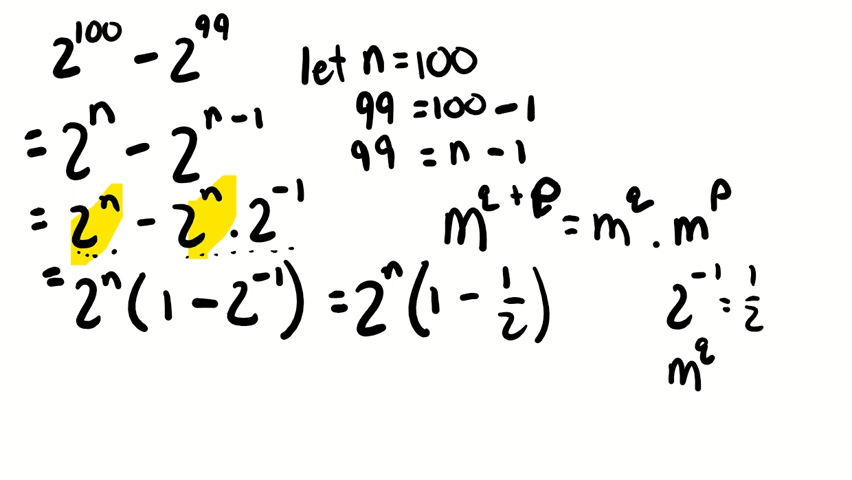 2^100 - 2^99
let n = 100
99 = 100 - 1
99 = n - 1
= 2^n - 2^(n-1)
= 2^n - 2^n . 2^-1
m^(q+p) = m^q . m^p
= 2^n (1 - 2^-1) = 2^n (1 - 1/2)
2^-1 = 1/2
m^q